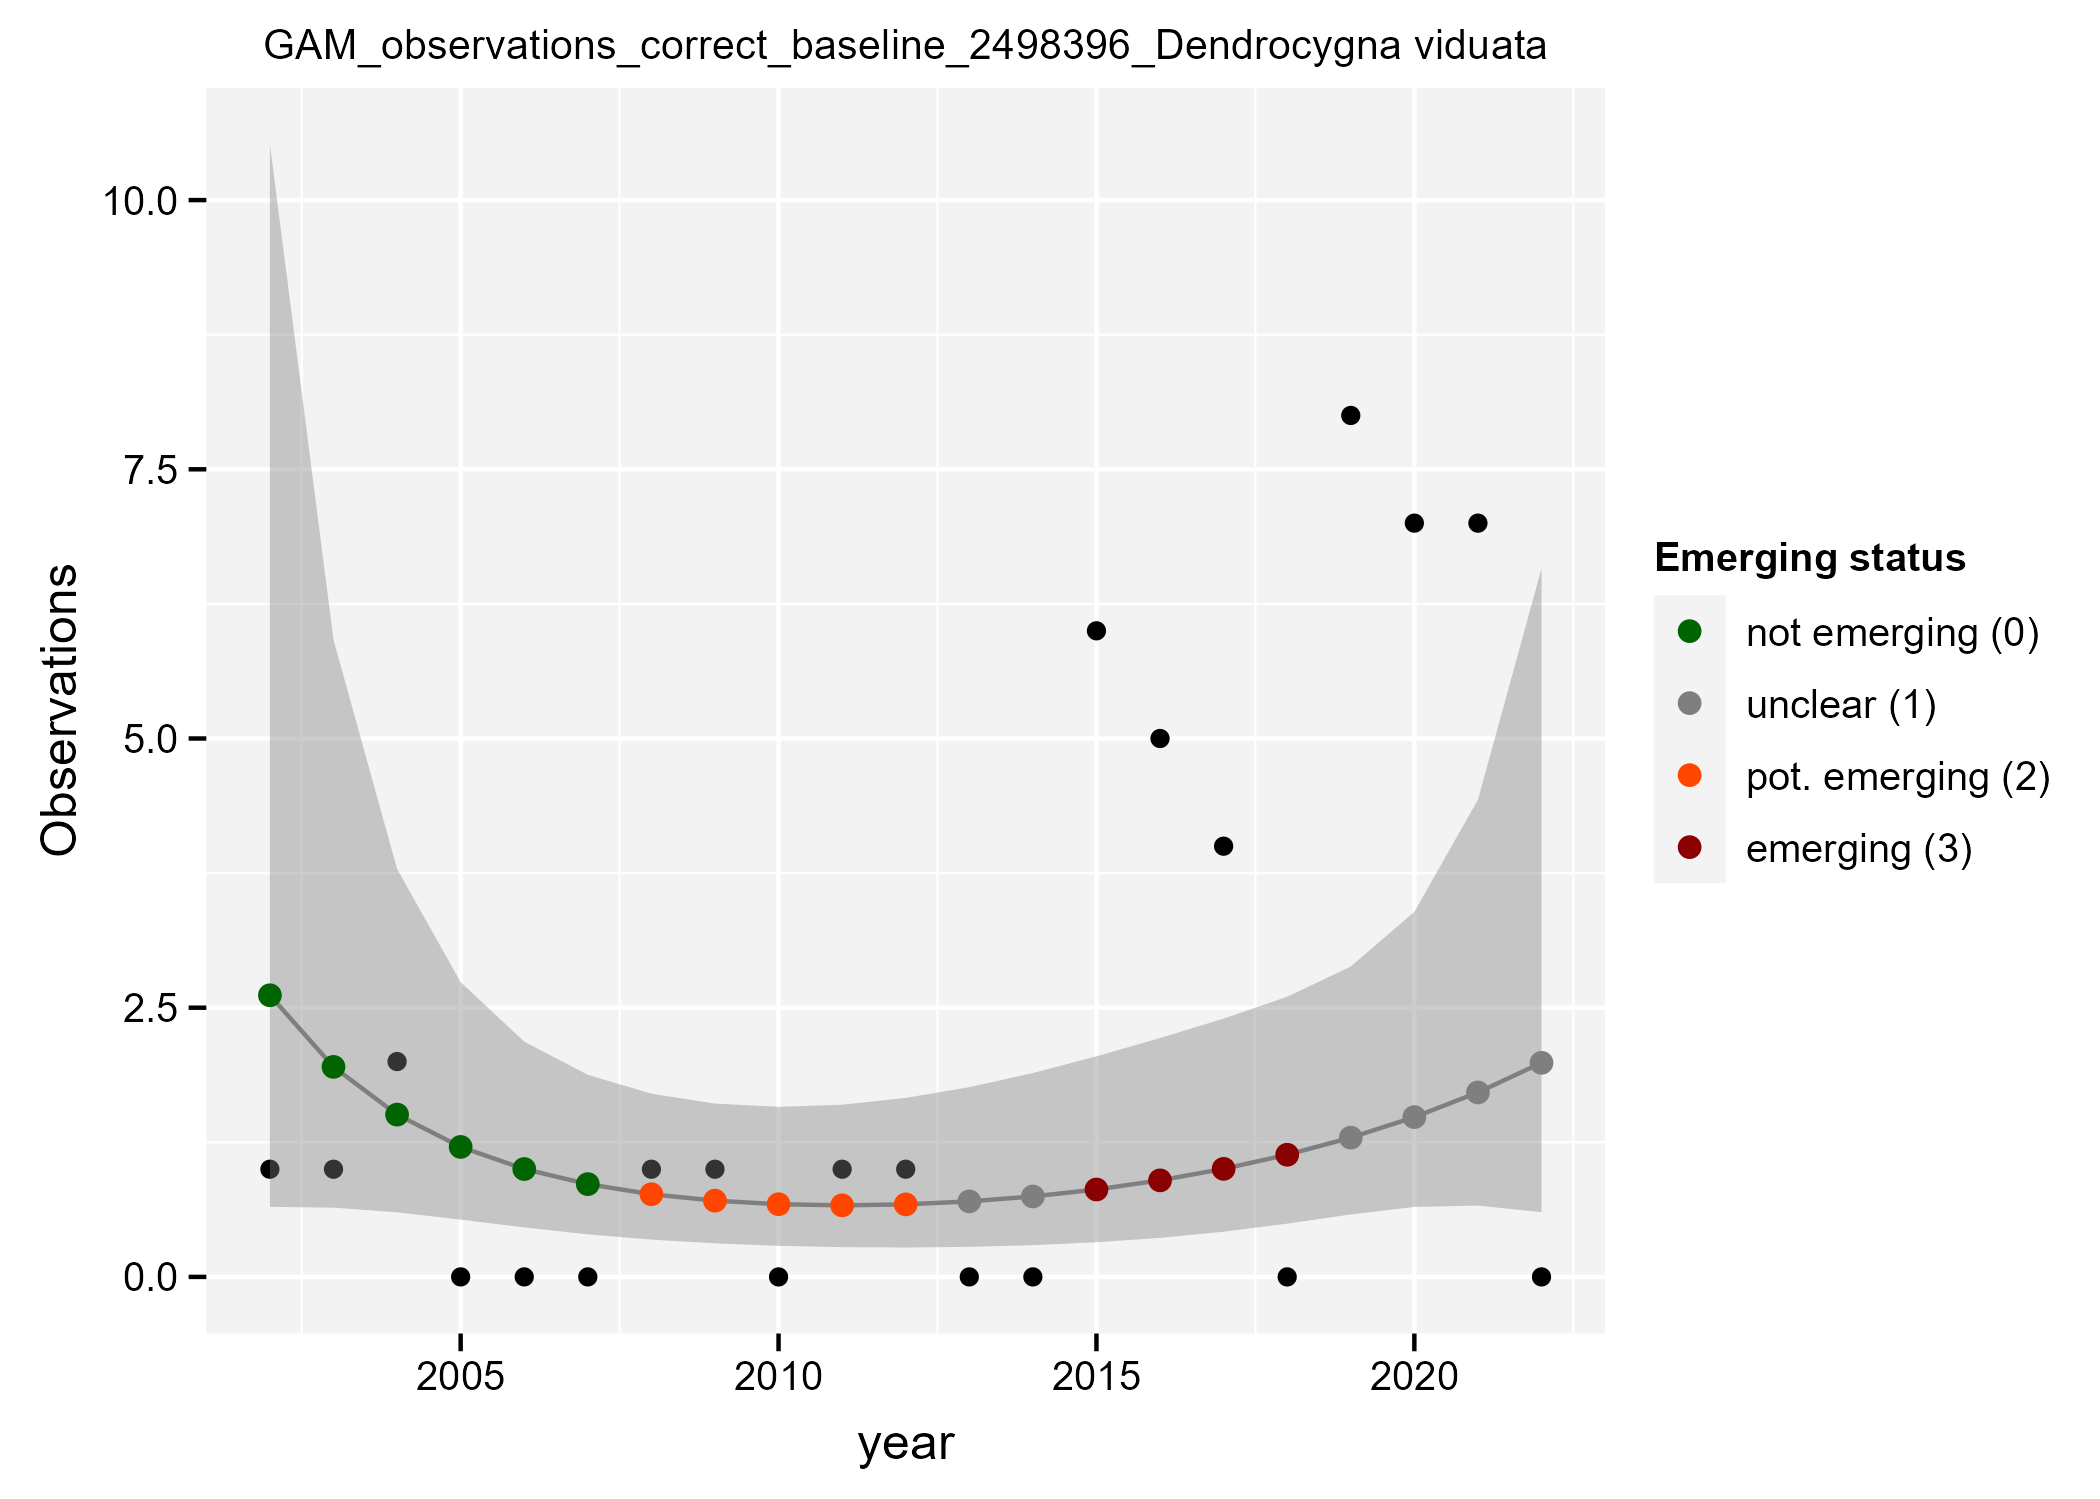 GAM_observations_correct_baseline_2498396_Dendrocygna viduata
Observations
10.0
7.5
5.0
2.5
0.0
2005 2010 2015 2020
year
Emerging status
not emerging (0)
unclear (1)
pot. emerging (2)
emerging (3)